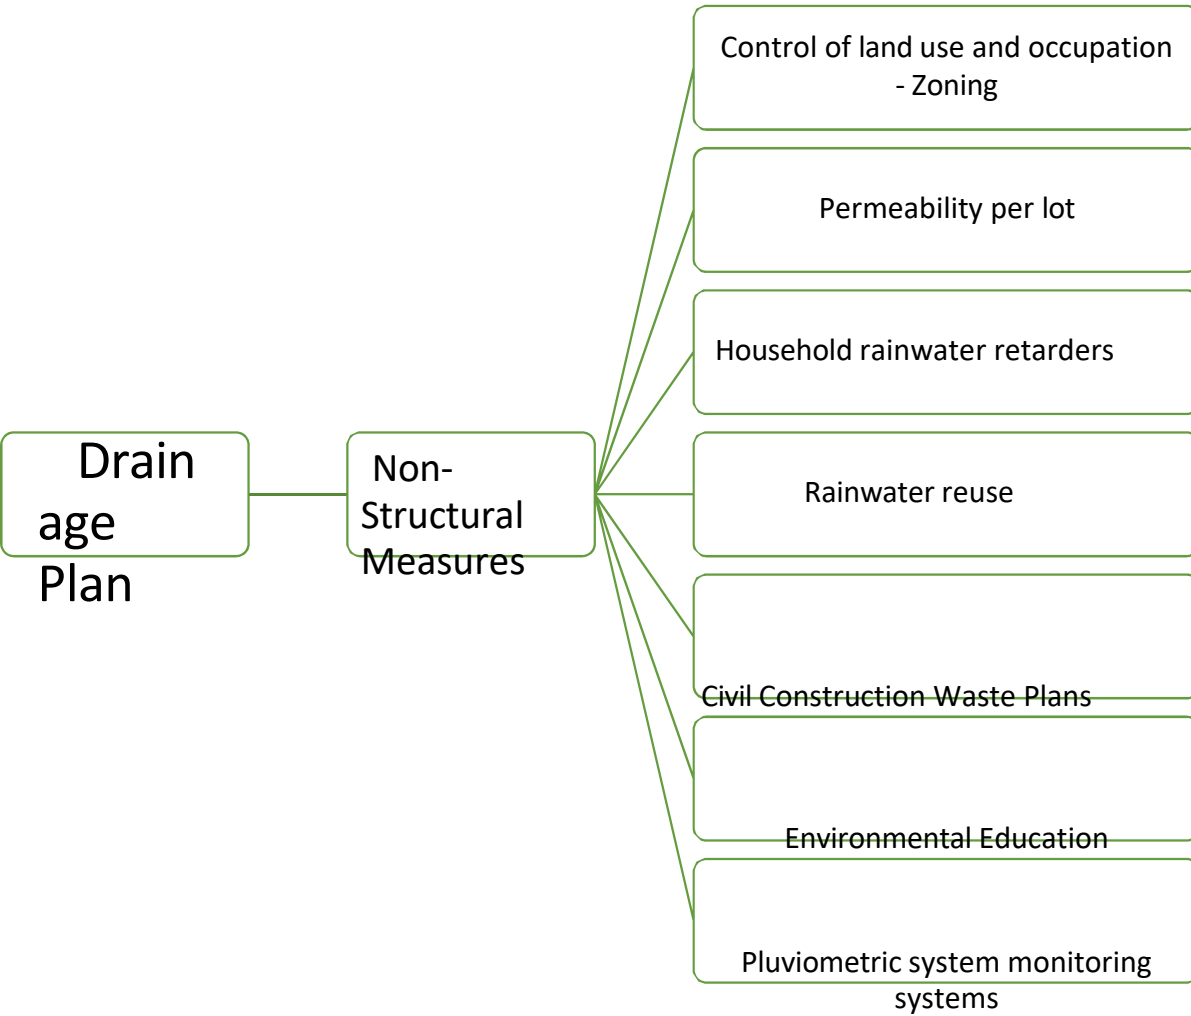 Drain
age
Plan
Non-
Structural
Measures
Control of land use and occupation
- Zoning
Permeability per lot
Household rainwater retarders
Rainwater reuse
Civil Construction Waste Plans
Environmental Education
Pluviometric system monitoring
systems